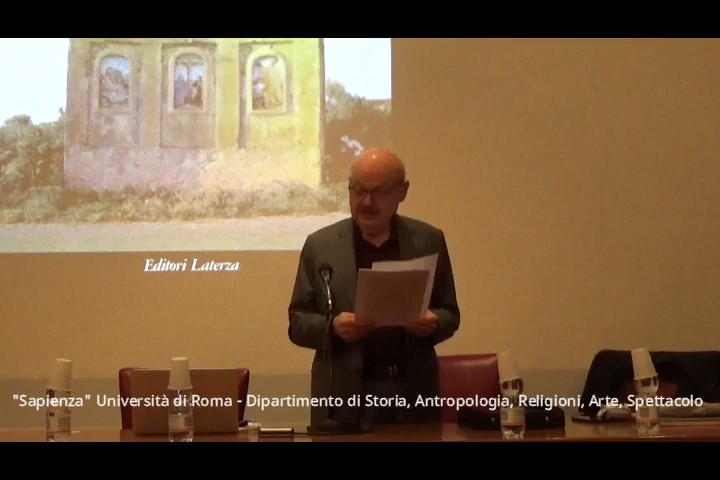 Editori Laterza
"Sapienza" Università di Roma - Dipartimento di Storia, Antropologia, Religioni, Arte, Spettacolo